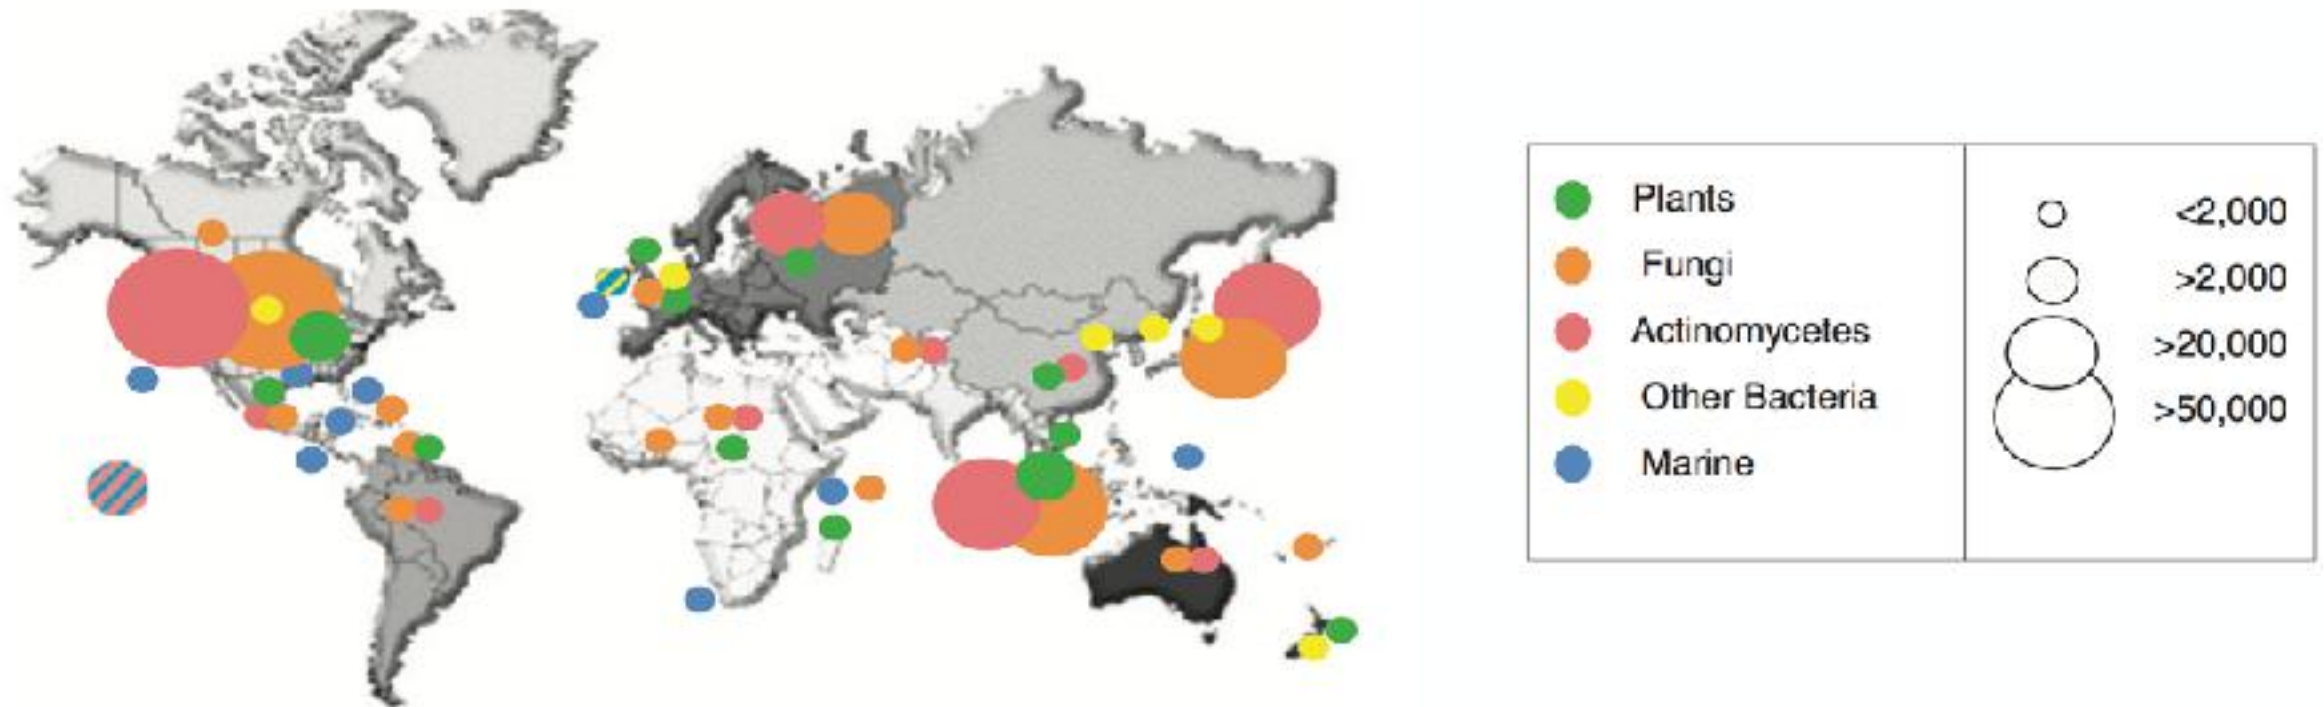 Plants
Fungi
Actinomycetes
Other Bacteria
Marine
<2,000
>2,000
>20,000
>50,000